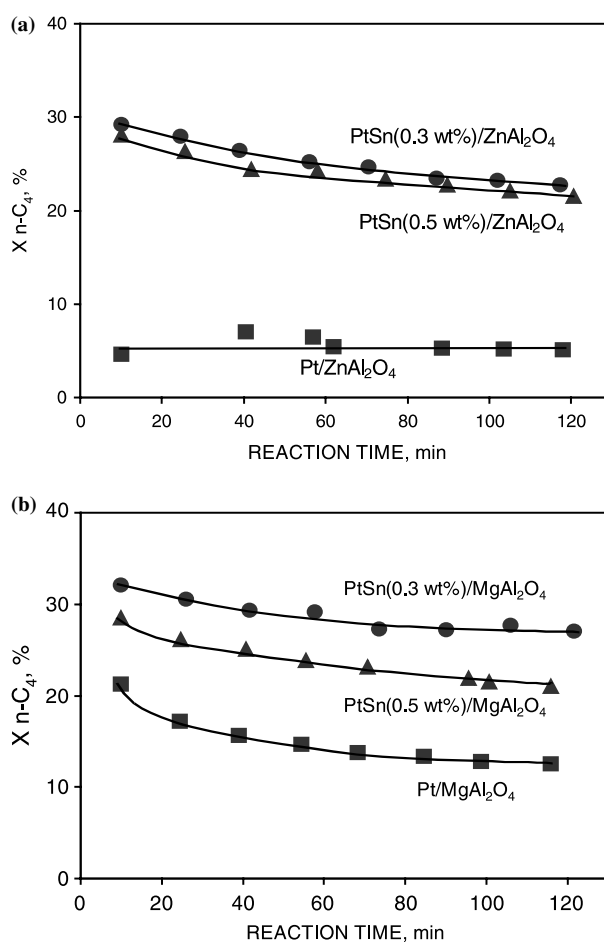 (a)
40
30
20
10
0
X n-C₄, %
PtSn(0.3 wt%)/ZnAl₂O₄
PtSn(0.5 wt%)/ZnAl₂O₄
Pt/ZnAl₂O₄
0 20 40 60 80 100 120
REACTION TIME, min
(b)
40
30
20
10
0
X n-C₄, %
PtSn(0.3 wt%)/MgAl₂O₄
PtSn(0.5 wt%)/MgAl₂O₄
Pt/MgAl₂O₄
0 20 40 60 80 100 120
REACTION TIME, min